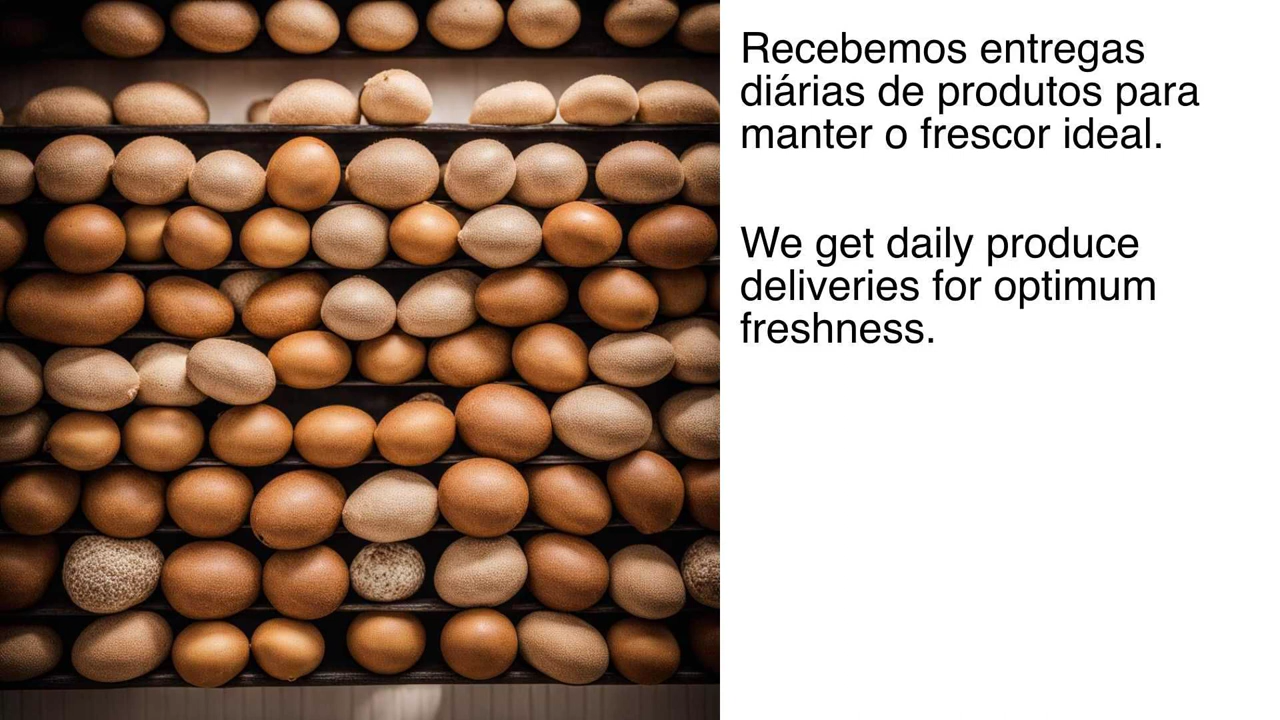 Recebemos entregas
diárias de produtos para
manter o frescor ideal.
We get daily produce
deliveries for optimum
freshness.